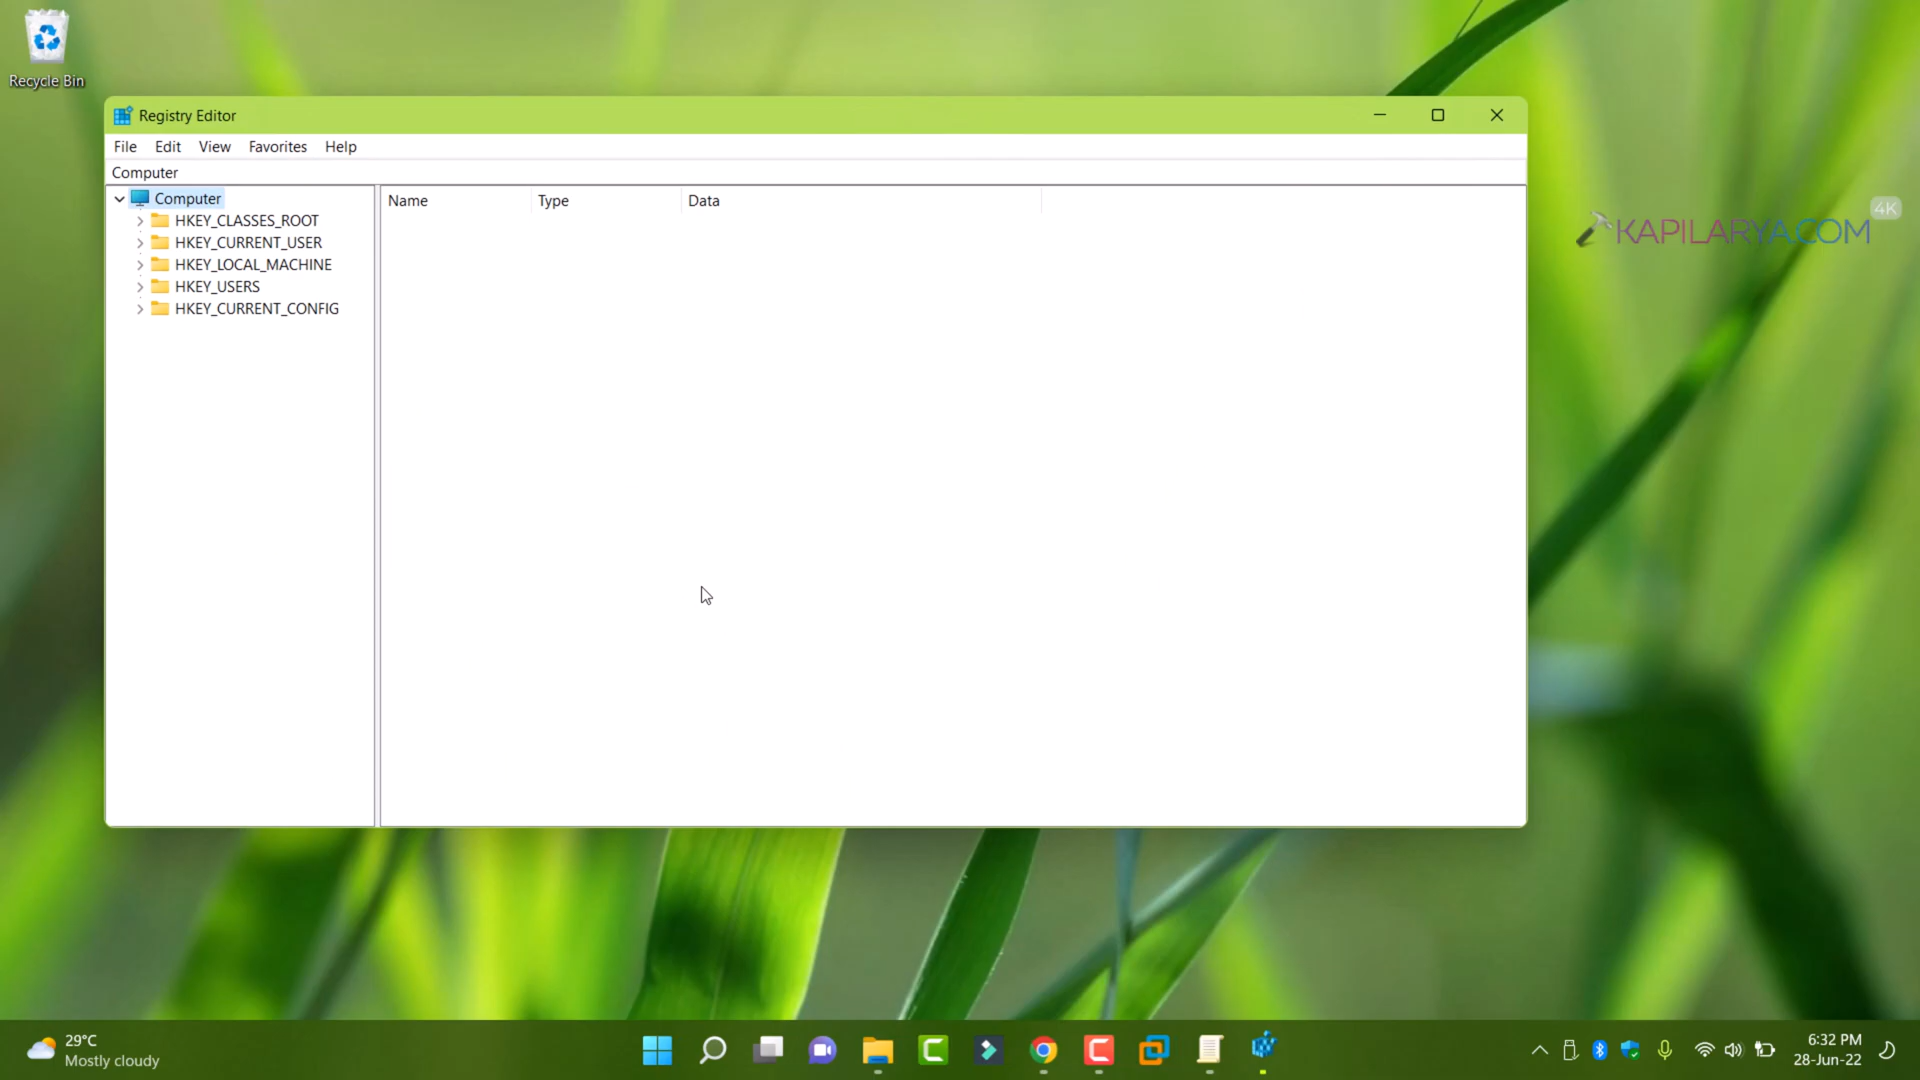 Recycle Bin
Registry Editor
File Edit View Favorites Help
Computer
Computer
HKEY_CLASSES_ROOT
HKEY_CURRENT_USER
HKEY_LOCAL_MACHINE
HKEY_USERS
HKEY_CURRENT_CONFIG
Name Type Data
4K
KAPILARYA.COM
29°C
Mostly cloudy
6:32 PM
28-Jun-22